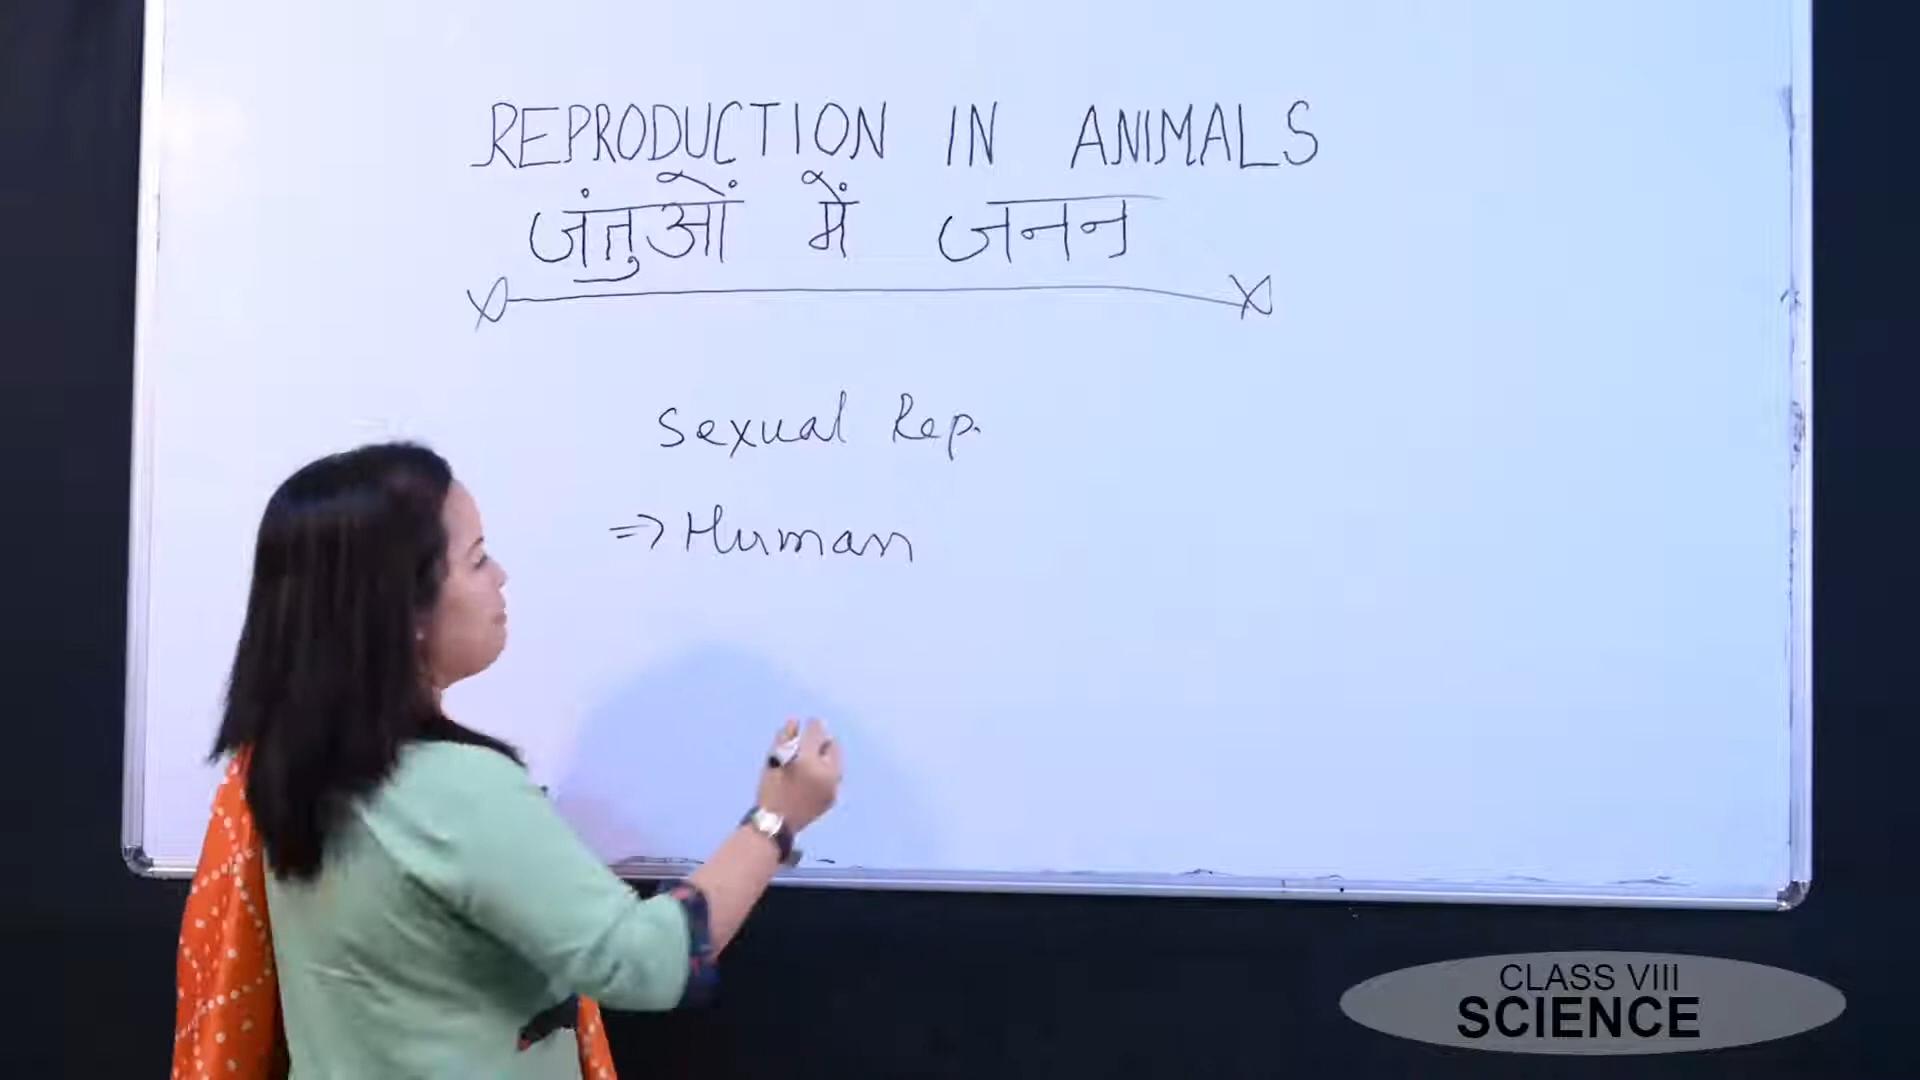 REPRODUCTION IN ANIMALS
जंतुओं में जनन
Sexual Rep.
⇒ Human
CLASS VIII
SCIENCE